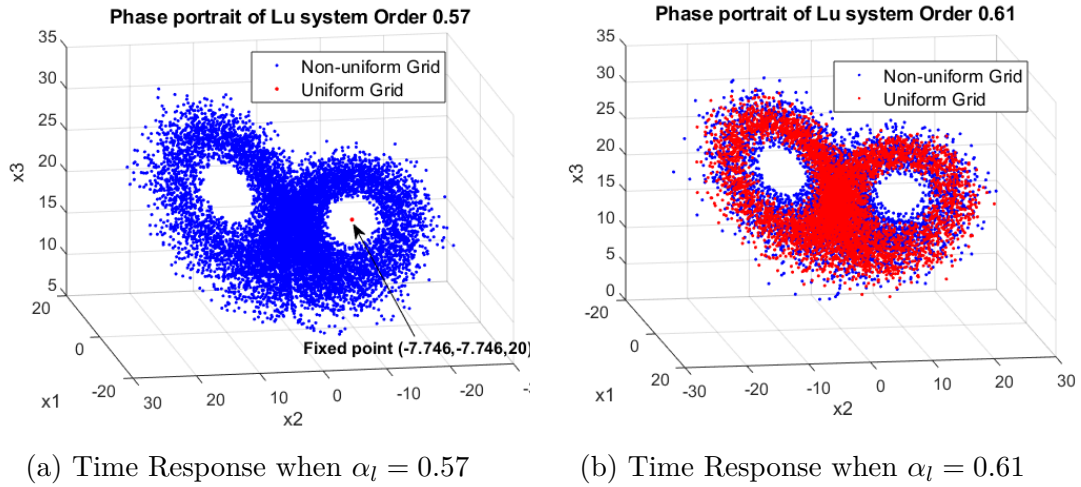 Phase portrait of Lu system Order 0.57
35
30
25
20
15
10
5
x3
Non-uniform Grid
Uniform Grid
Fixed point (-7.746,-7.746,20)
20
0
-20
x1
30
20
10
0
-10
-20
x2
Phase portrait of Lu system Order 0.61
35
30
25
20
15
10
5
0
x3
Non-uniform Grid
Uniform Grid
-20
0
20
x1
-20
-10
0
10
20
30
x2
(a) Time Response when αl = 0.57
(b) Time Response when αl = 0.61